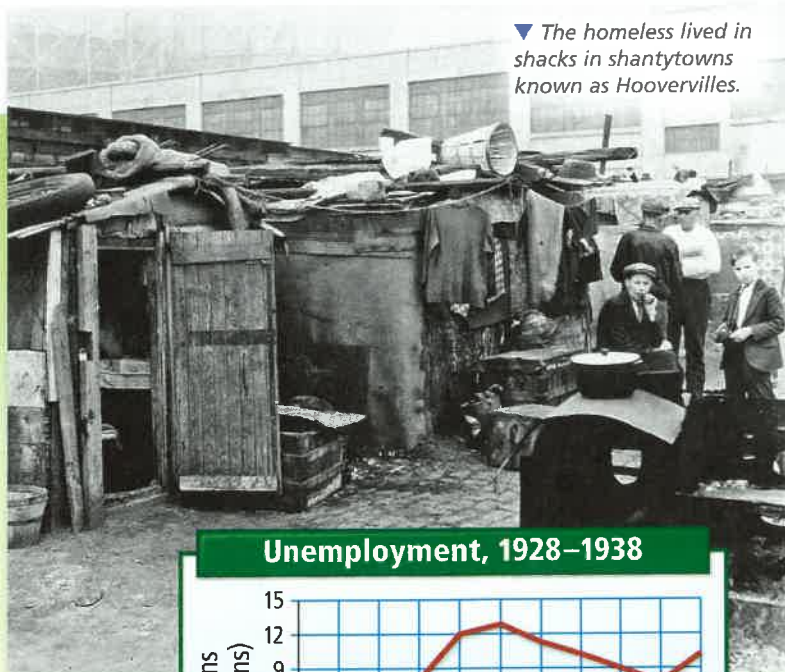 ▼ The homeless lived in
shacks in shantytowns
known as Hoovervilles.
Unemployment, 1928–1938
15
12
9